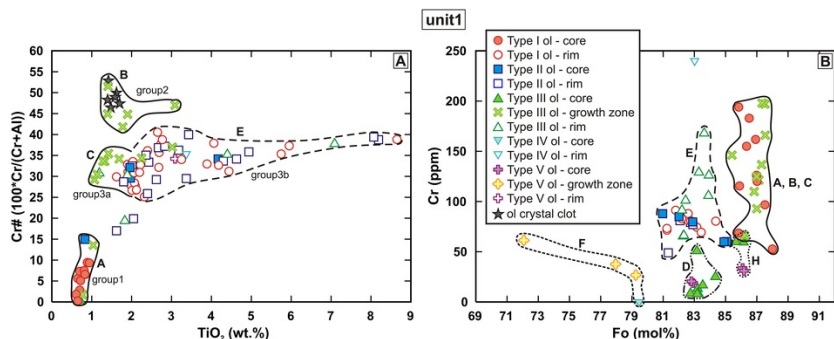 unit1
A
B
group2
C
group3a
E
group3b
A
group1
60
55
50
45
40
35
30
25
20
15
10
5
0
Cr# (100*Cr/(Cr+Al))
0 1 2 3 4 5 6 7 8 9
TiO2 (wt.%)
B
Type I ol - core
Type I ol - rim
Type II ol - core
Type II ol - rim
Type III ol - core
Type III ol - growth zone
Type III ol - rim
Type IV ol - core
Type IV ol - rim
Type V ol - core
Type V ol - growth zone
Type V ol - rim
ol crystal clot
E
A, B, C
F
D
H
250
200
150
100
50
0
Cr (ppm)
69 71 73 75 77 79 81 83 85 87 89
Fo (mol%)